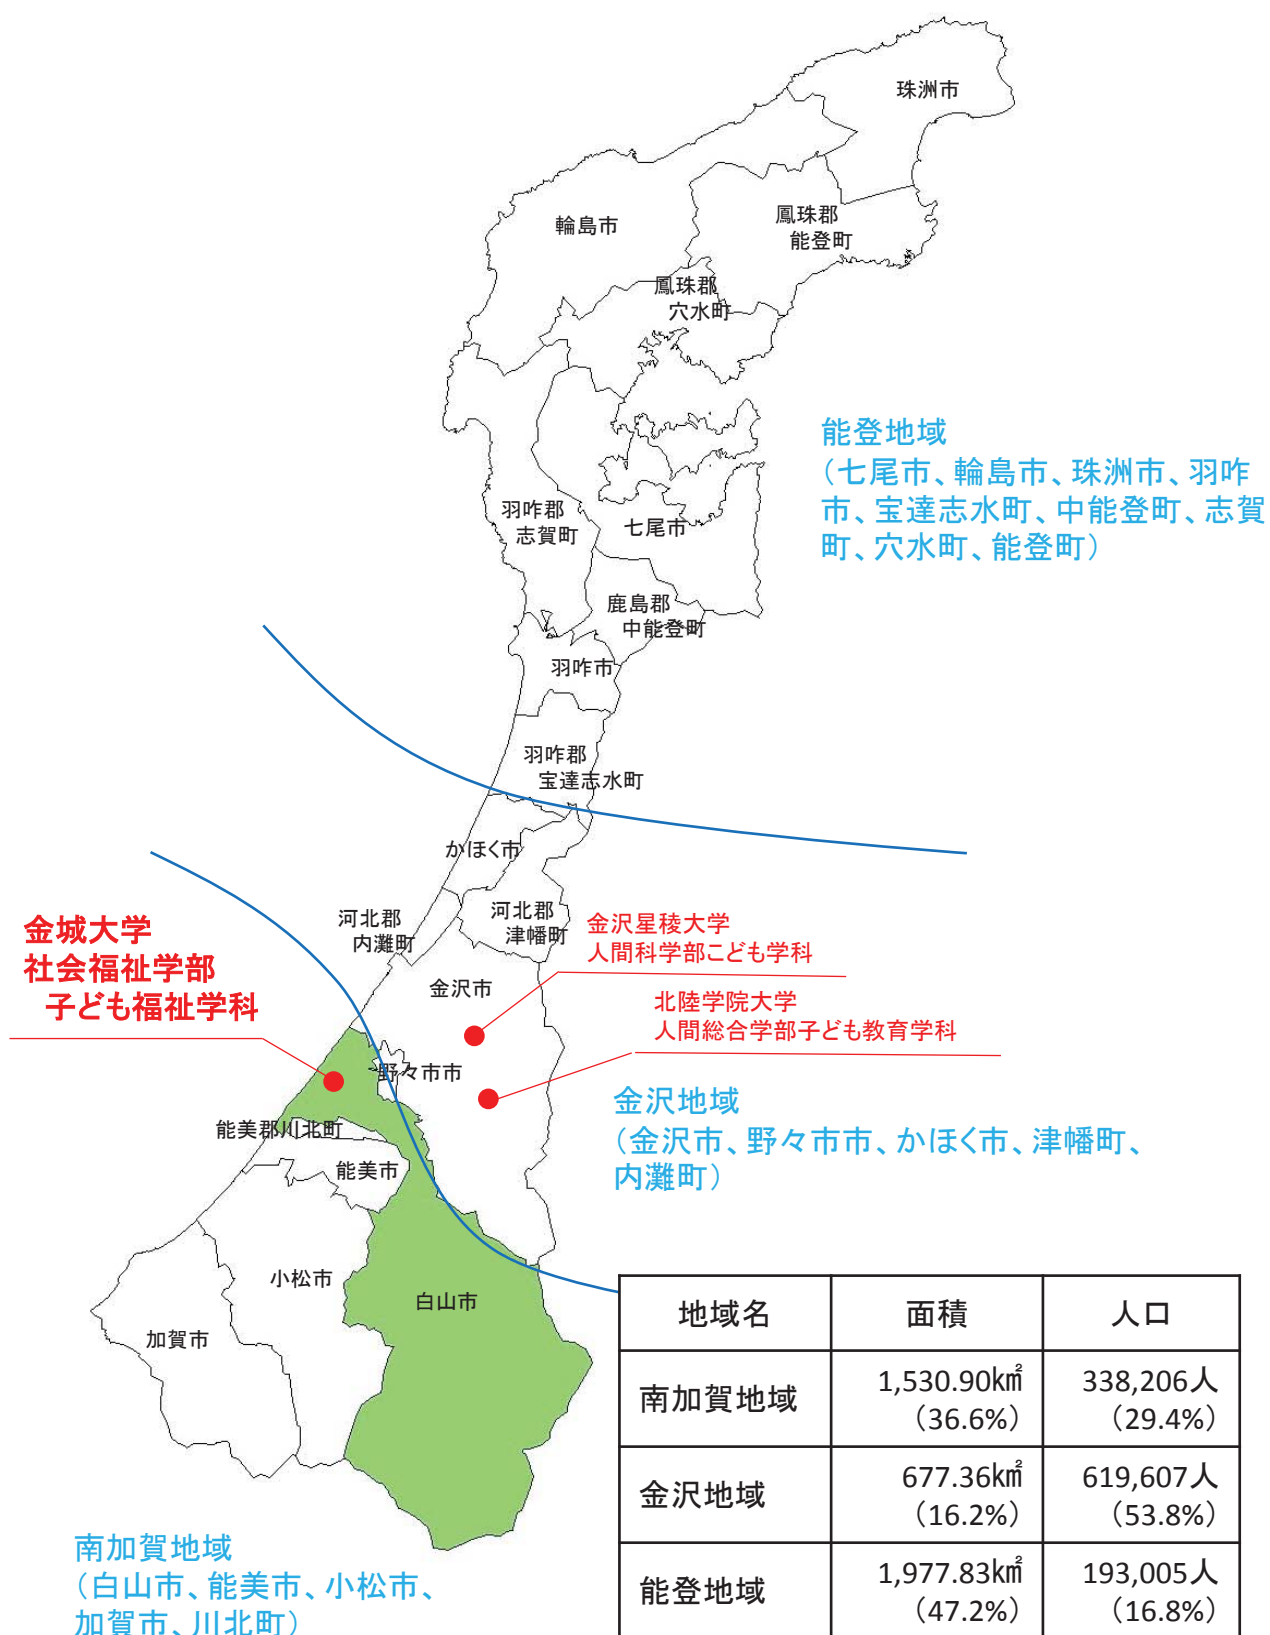 珠洲市
輪島市
鳳珠郡
能登町
鳳珠郡
穴水町
能登地域
（七尾市、輪島市、珠洲市、羽咋
市、宝達志水町、中能登町、志賀
町、穴水町、能登町）
羽咋郡
志賀町
七尾市
鹿島郡
中能登町
羽咋市
羽咋郡
宝達志水町
かほく市
河北郡
内灘町
河北郡
津幡町
金城大学
社会福祉学部
子ども福祉学科
金沢星稜大学
人間科学部こども学科
金沢市
北陸学院大学
人間総合学部子ども教育学科
野々市市
金沢地域
（金沢市、野々市市、かほく市、津幡町、
内灘町）
能美郡川北町
能美市
小松市
白山市
加賀市
南加賀地域
（白山市、能美市、小松市、
加賀市、川北町）
地域名 面積 人口
南加賀地域 1,530.90㎢ 338,206人
（36.6%） （29.4%）
金沢地域 677.36㎢ 619,607人
（16.2%） （53.8%）
能登地域 1,977.83㎢ 193,005人
（47.2%） （16.8%）